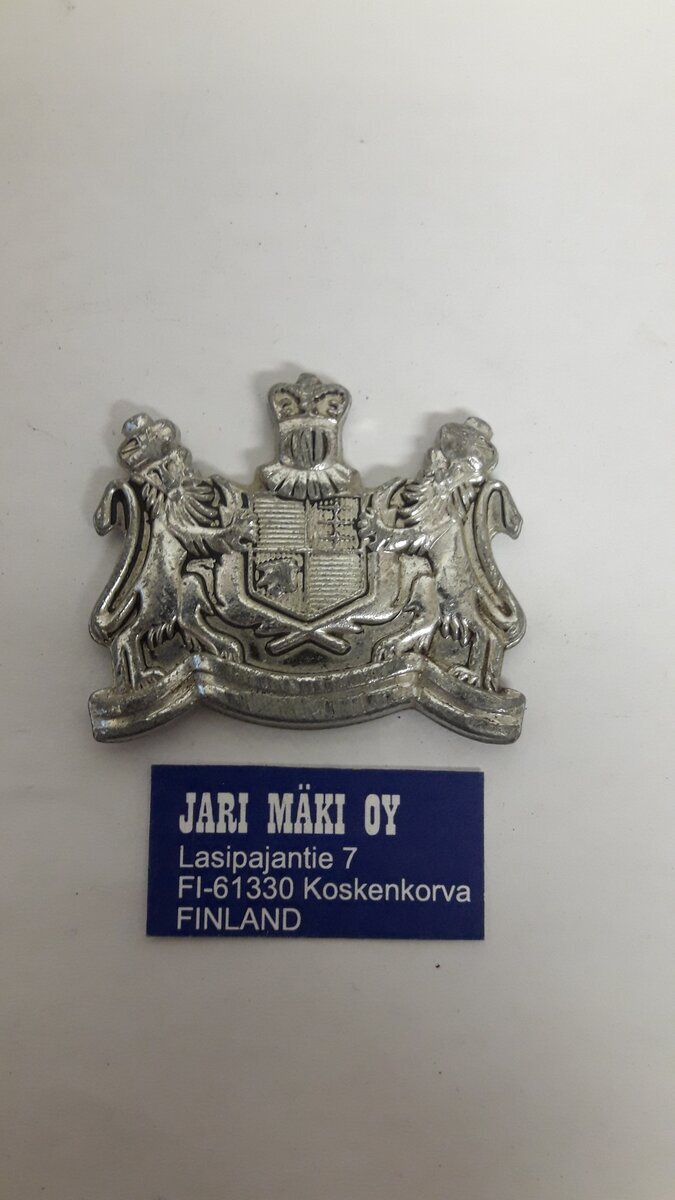 JARI MÄKI OY
Lasipajantie 7
FI-61330 Koskenkorva
FINLAND